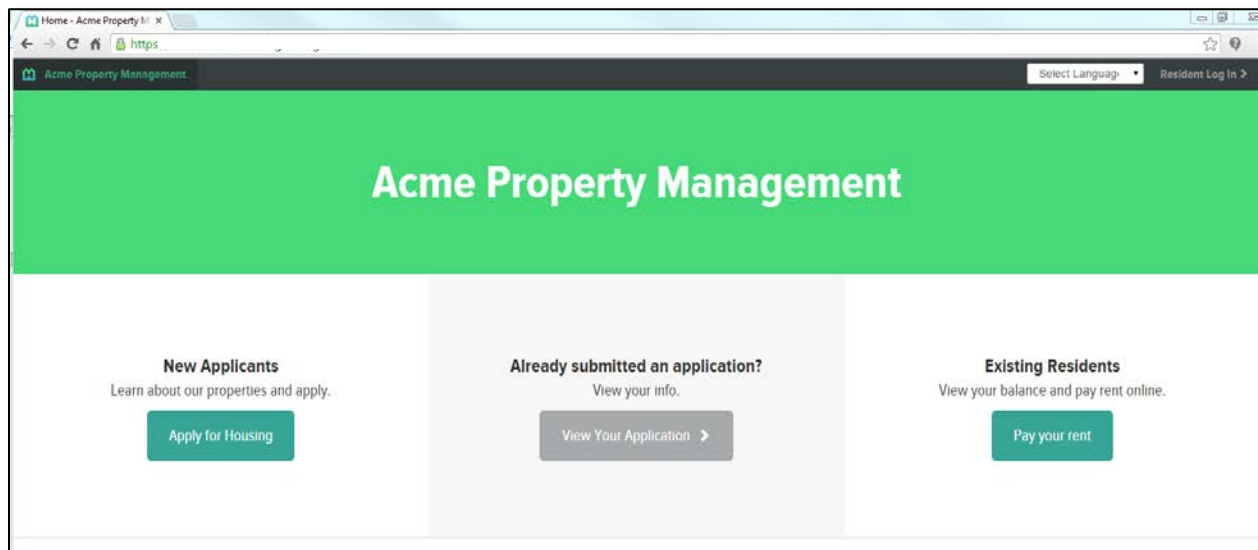 Home - Acme Property M
https
Acme Property Management
Select Languag
Resident Log In >
Acme Property Management
New Applicants
Learn about our properties and apply.
Apply for Housing
Already submitted an application?
View your info.
View Your Application >
Existing Residents
View your balance and pay rent online.
Pay your rent